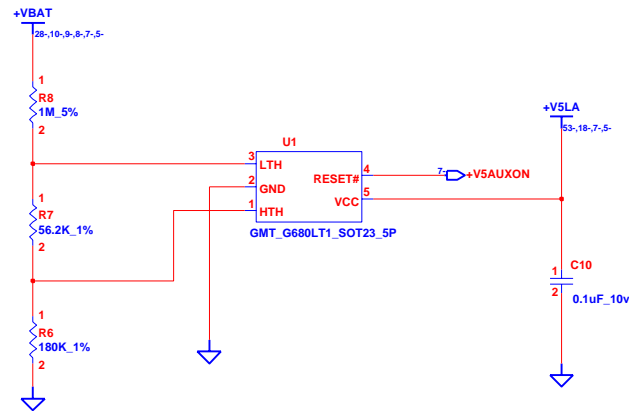 +VBAT
28-,10-,9-,8-,7-,5-
1
R8
1M_5%
2
+V5LA
53-,18-,7-,5-
U1
3 LTH
2 GND
1 HTH
RESET# 4
VCC 5
7- +V5AUXON
GMT_G680LT1_SOT23_5P
1
R7
56.2K_1%
2
1 C10
2
0.1uF_10v
1
R6
180K_1%
2